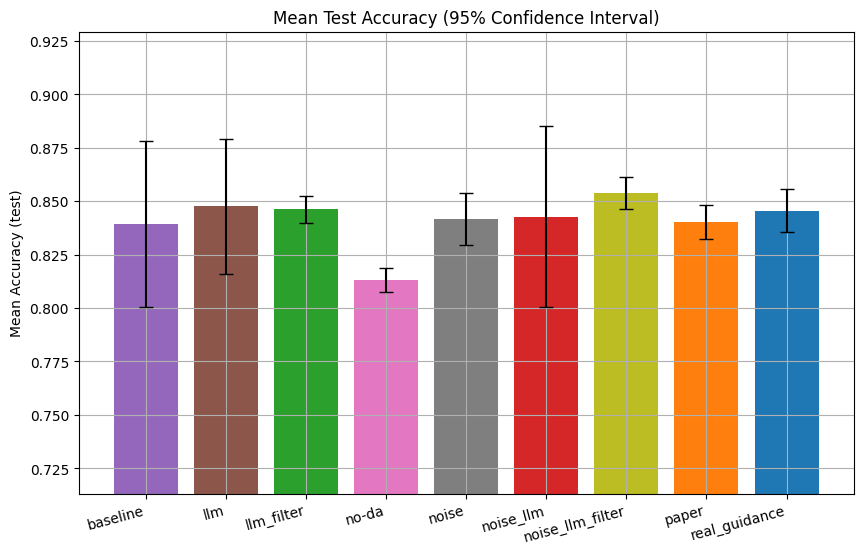 Mean Test Accuracy (95% Confidence Interval)
Mean Accuracy (test)
0.925
0.900
0.875
0.850
0.825
0.800
0.775
0.750
0.725
baseline
llm
llm_filter
no-da
noise
noise_llm
noise_llm_filter
paper
real_guidance